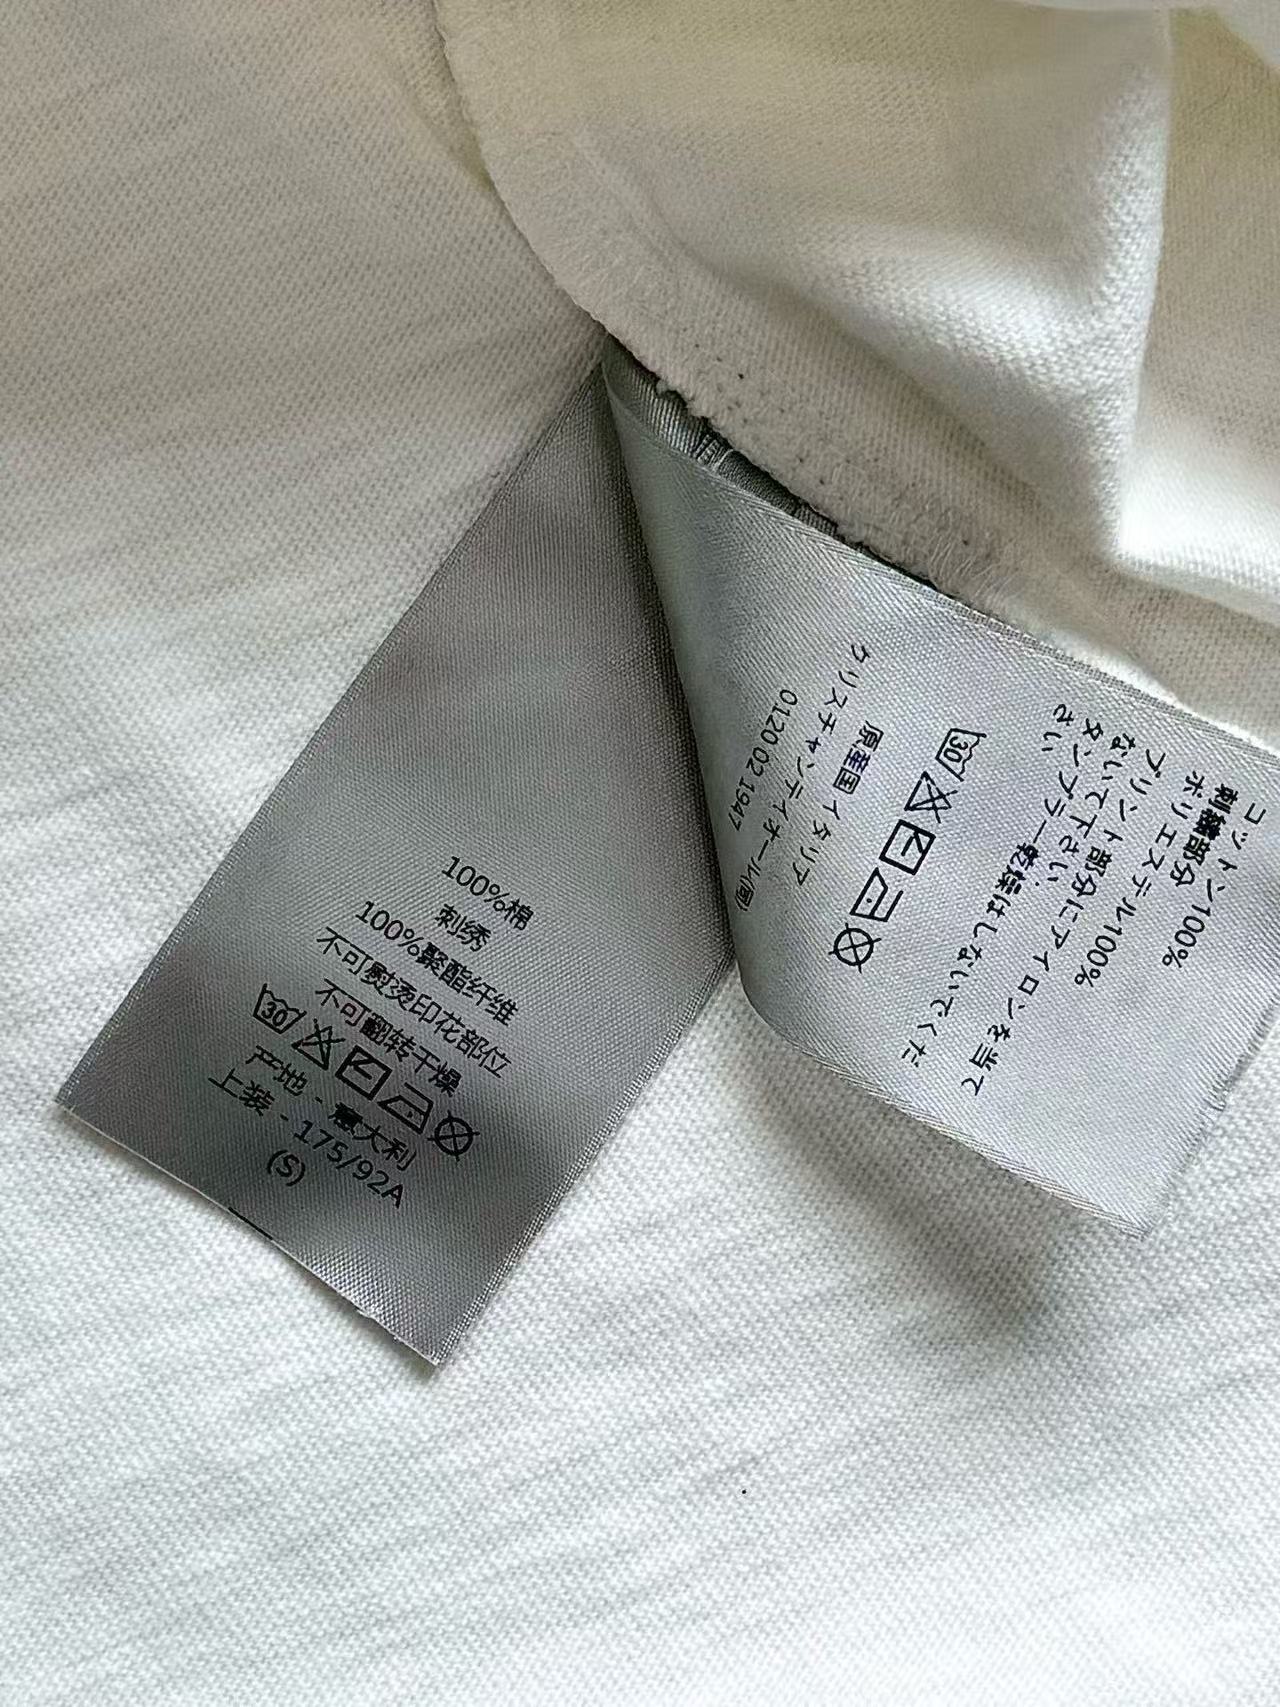 100%棉
刺绣
100%聚酯纤维
不可熨烫印花部位
不可翻转干燥
30
产地 - 意大利
上装 - 175/92A
(S)
コットン100%
刺繍部分
ポリエステル100%
プリント部分にアイロンを当て
ないで下さい
タンブラー乾燥はしないでくだ
さい
30
原産国イタリア
クリスチャンディオール(同)
0120 02 1947